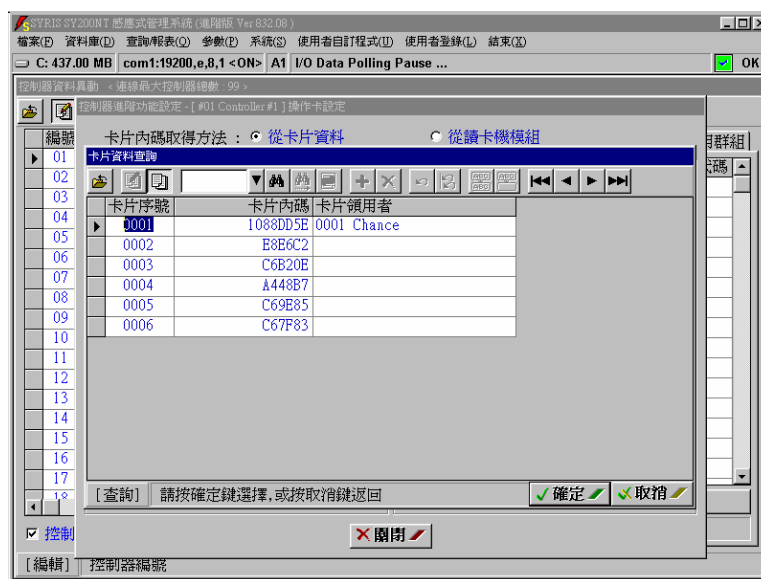 SYRIS SY200NT 感應式管理系統 (進階版 Ver 8.32.08 )
檔案(F) 資料庫(D) 查詢/報表(Q) 參數(P) 系統(S) 使用者自訂程式(U) 使用者登錄(L) 結束(X)
C: 437.00 MB com1:19200,e,8,1 <ON> A1 I/O Data Polling Pause ... OK
控制器資料異動 < 連線最大控制器總數 : 99 >
控制器進階功能設定 - [ #01 Controller #1 ] 操作卡設定
編號 卡片內碼取得方法 : 從卡片資料 從讀卡機模組 群組
01 卡片資料查詢 代碼
02
03 卡片序號 卡片內碼 卡片領用者
0001 1088DD5E 0001 Chance
04
0002 E8E6C2
05
0003 C6B20E
06
0004 A448B7
07
0005 C69E85
08
0006 C67F83
09
10
11
12
13
14
15
16
17
18 [查詢] 請按確定鍵選擇,或按取消鍵返回 確定 取消
控制 關閉
[編輯] 控制器編號